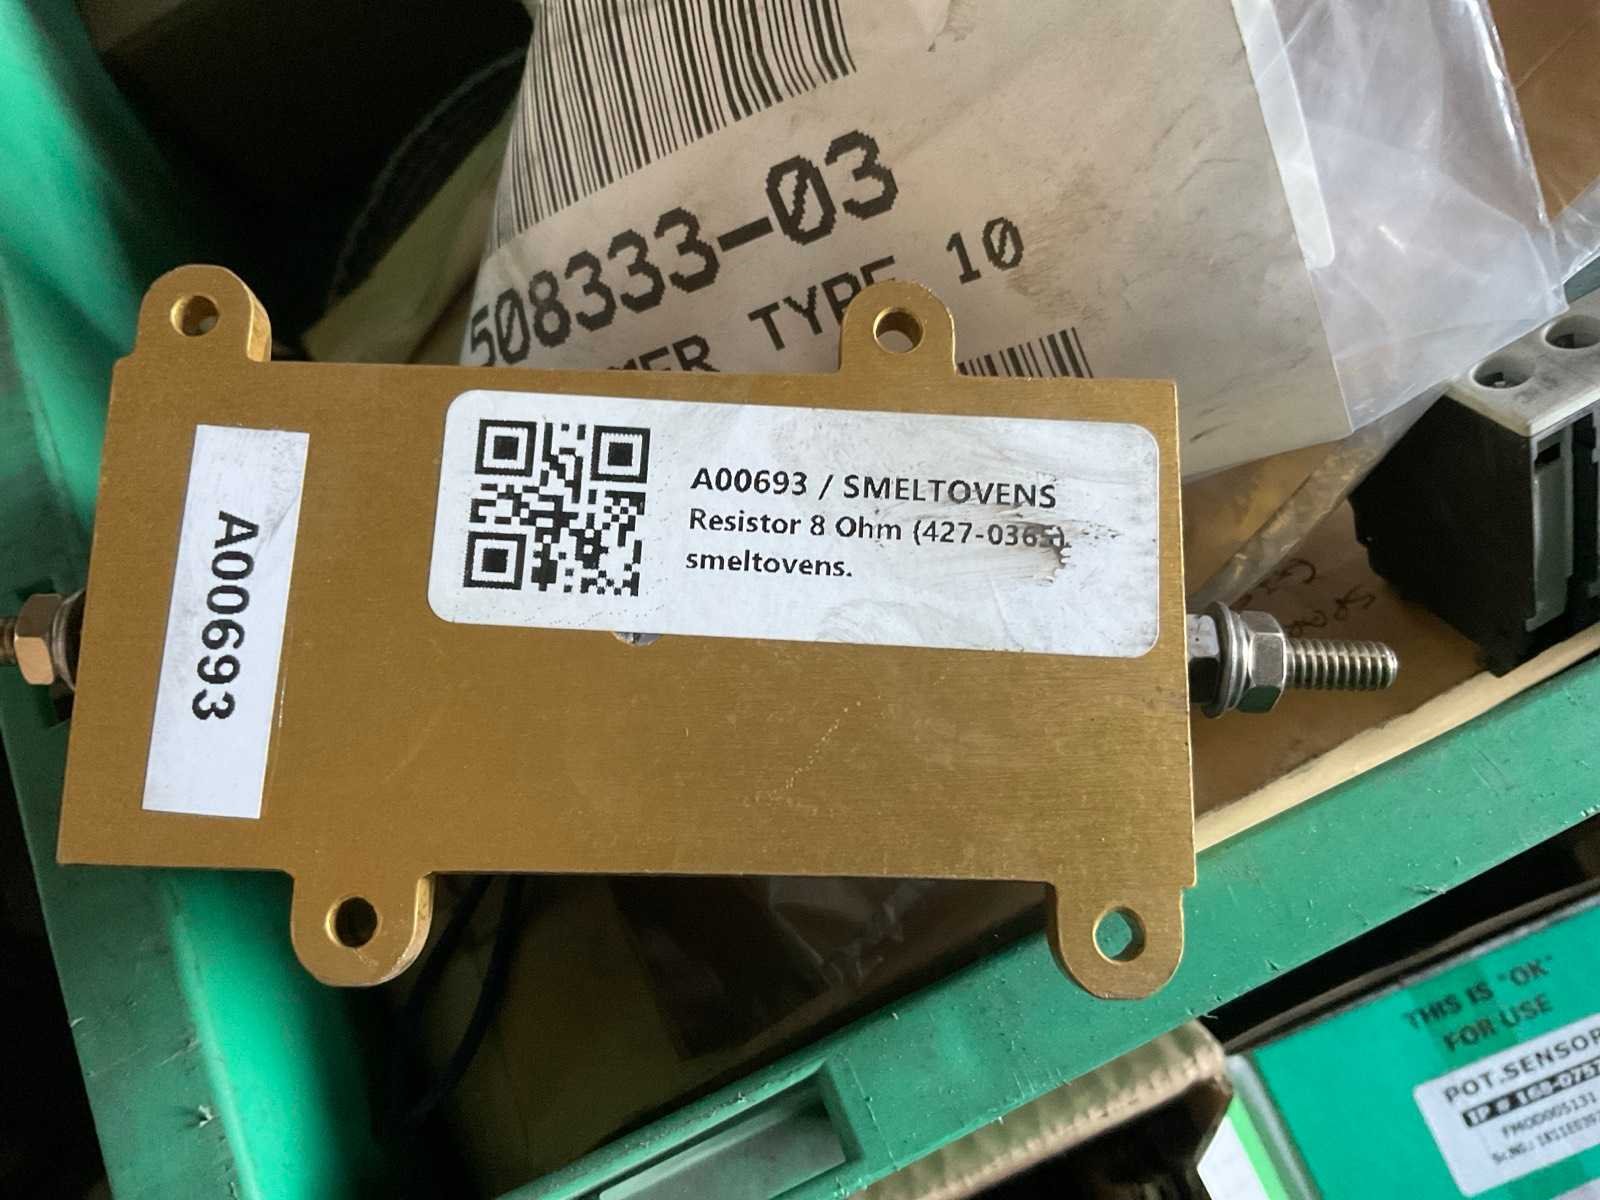 508333-03
TYPE 10
A00693 / SMELTOVENS
Resistor 8 Ohm (427-0365).
smeltovens.
A00693
THIS IS "OK"
FOR USE
POT.SENSOR